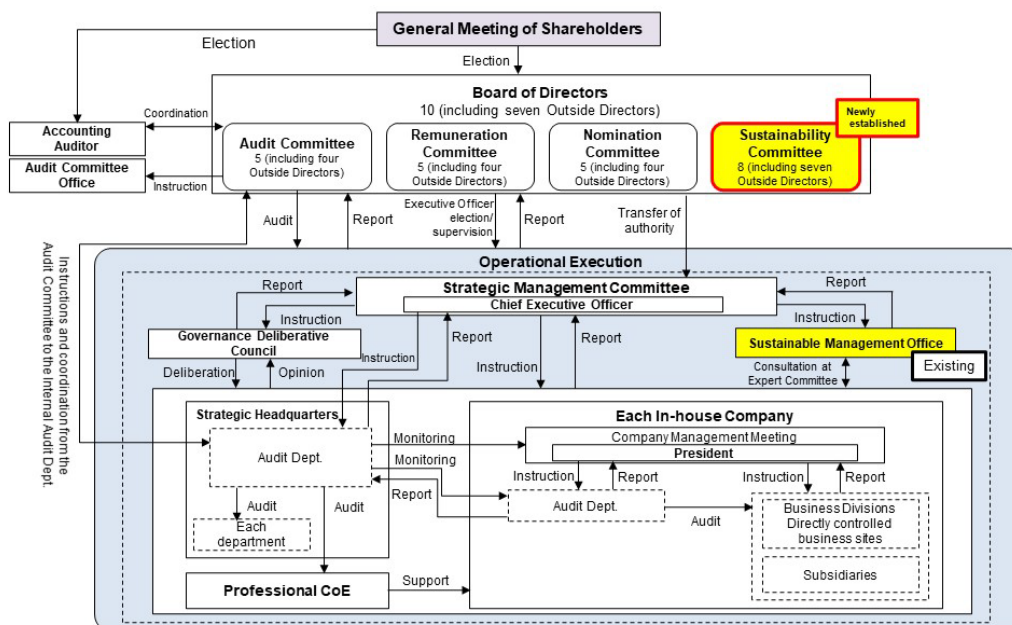 General Meeting of Shareholders
Election
Election
Board of Directors
10 (including seven Outside Directors)
Newly
established
Coordination
Accounting
Auditor
Audit Committee
Office
Instruction
Audit Committee
5 (including four
Outside Directors)
Remuneration
Committee
5 (including four
Outside Directors)
Nomination
Committee
5 (including four
Outside Directors)
Sustainability
Committee
8 (including seven
Outside Directors)
Instructions and coordination from the
Audit Committee to the Internal Audit Dept.
Audit
Report
Executive Officer
election/
supervision
Report
Transfer of
authority
Operational Execution
Report
Strategic Management Committee
Chief Executive Officer
Report
Instruction
Instruction
Governance Deliberative
Council
Instruction
Report
Instruction
Report
Sustainable Management Office
Existing
Deliberation
Opinion
Consultation at
Expert Committee
Strategic Headquarters
Audit Dept.
Audit
Audit
Each
department
Monitoring
Monitoring
Report
Each In-house Company
Company Management Meeting
President
Instruction
Report
Instruction
Report
Audit Dept.
Audit
Business Divisions
Directly controlled
business sites
Subsidiaries
Professional CoE
Support